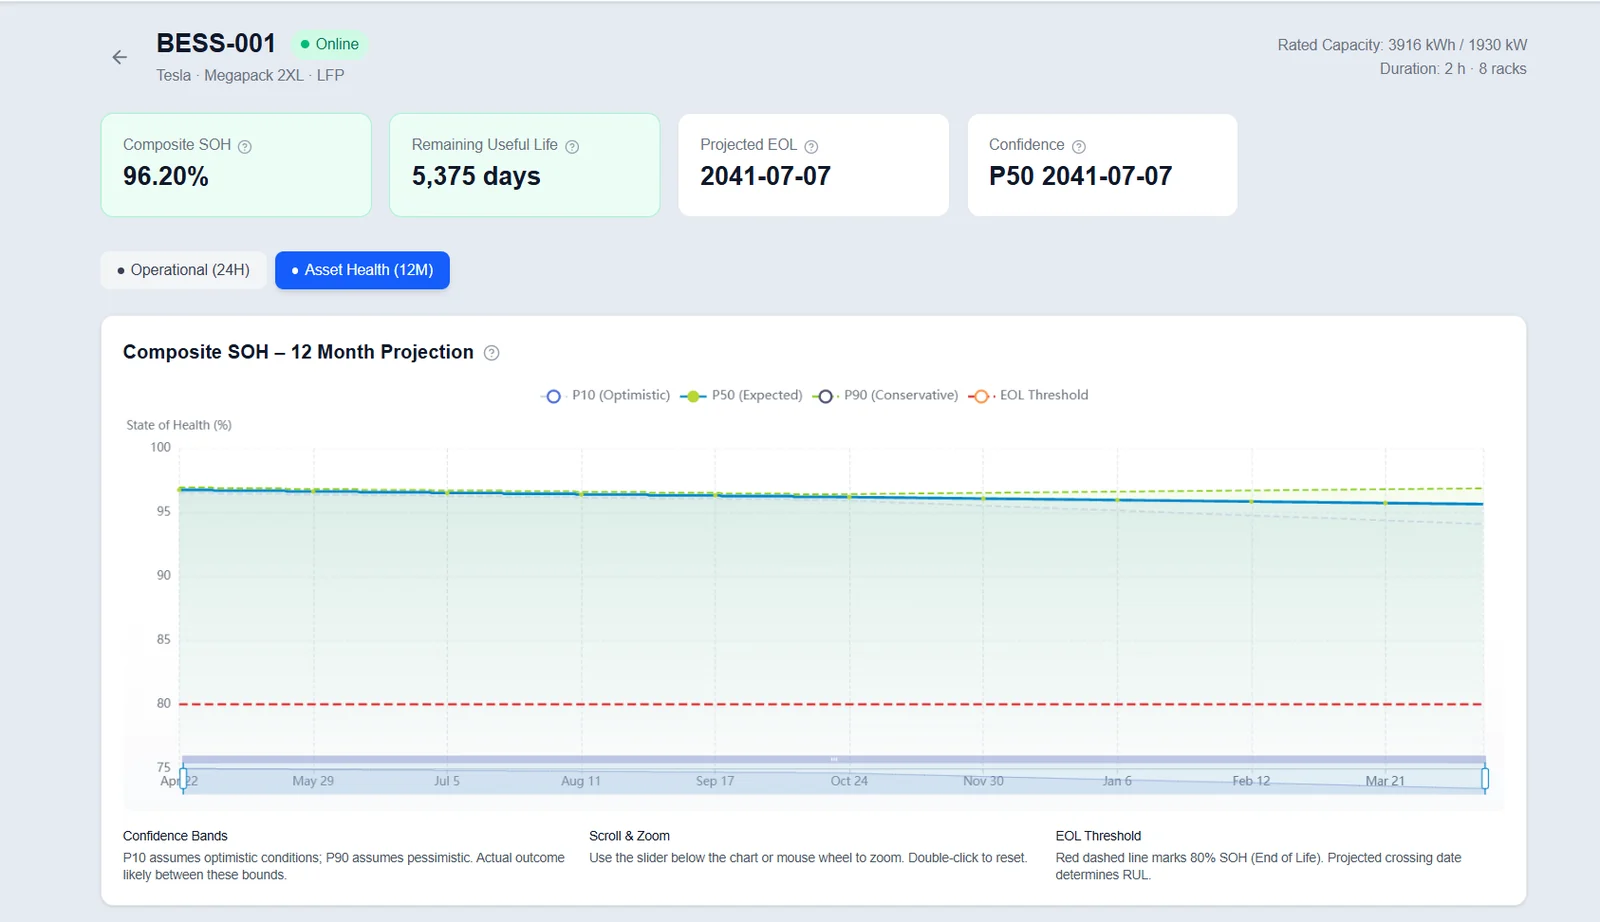 BESS-001
Online
Tesla · Megapack 2XL · LFP
Rated Capacity: 3916 kWh / 1930 kW
Duration: 2 h · 8 racks
Composite SOH ?
96.20%
Remaining Useful Life ?
5,375 days
Projected EOL ?
2041-07-07
Confidence ?
P50 2041-07-07
Operational (24H)
Asset Health (12M)
Composite SOH – 12 Month Projection ?
P10 (Optimistic) P50 (Expected) P90 (Conservative) EOL Threshold
State of Health (%)
100
95
90
85
80
75
Apr 22 May 29 Jul 5 Aug 11 Sep 17 Oct 24 Nov 30 Jan 6 Feb 12 Mar 21
Confidence Bands
P10 assumes optimistic conditions; P90 assumes pessimistic. Actual outcome
likely between these bounds.
Scroll & Zoom
Use the slider below the chart or mouse wheel to zoom. Double-click to reset.
EOL Threshold
Red dashed line marks 80% SOH (End of Life). Projected crossing date
determines RUL.